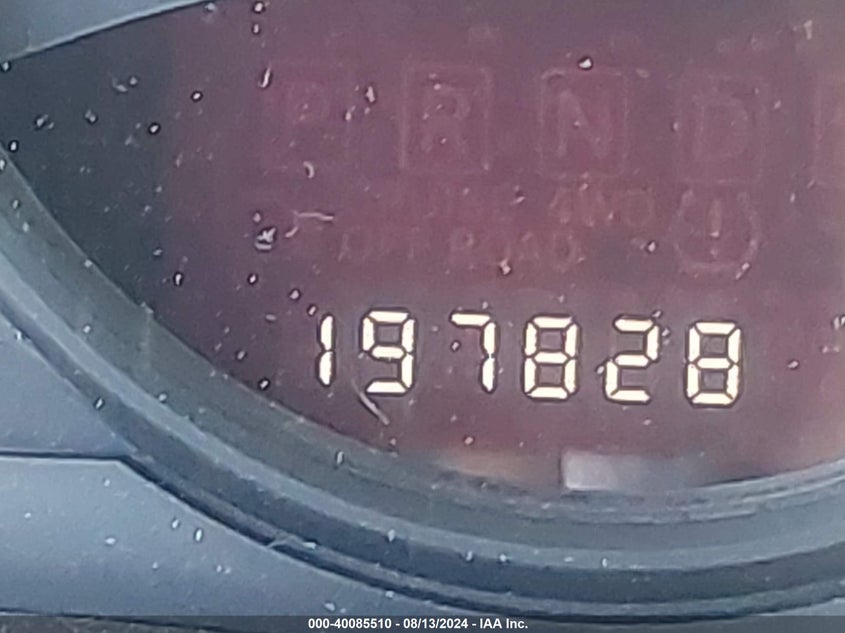 P R N D
4WD
OFF ROAD
197828
000-40085510 - 08/13/2024 - IAA Inc.